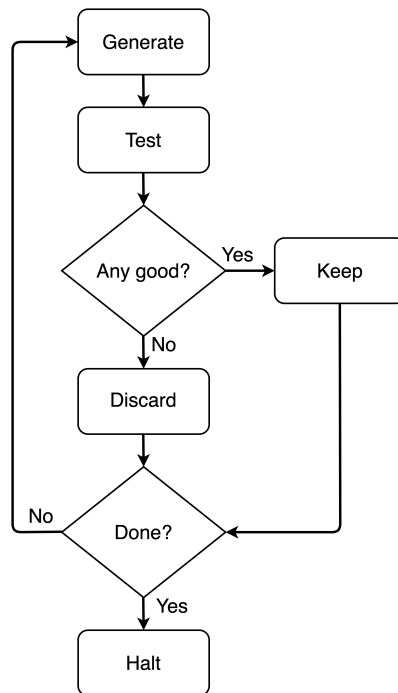 Generate
Test
Any good?
Yes
Keep
No
Discard
Done?
No
Yes
Halt